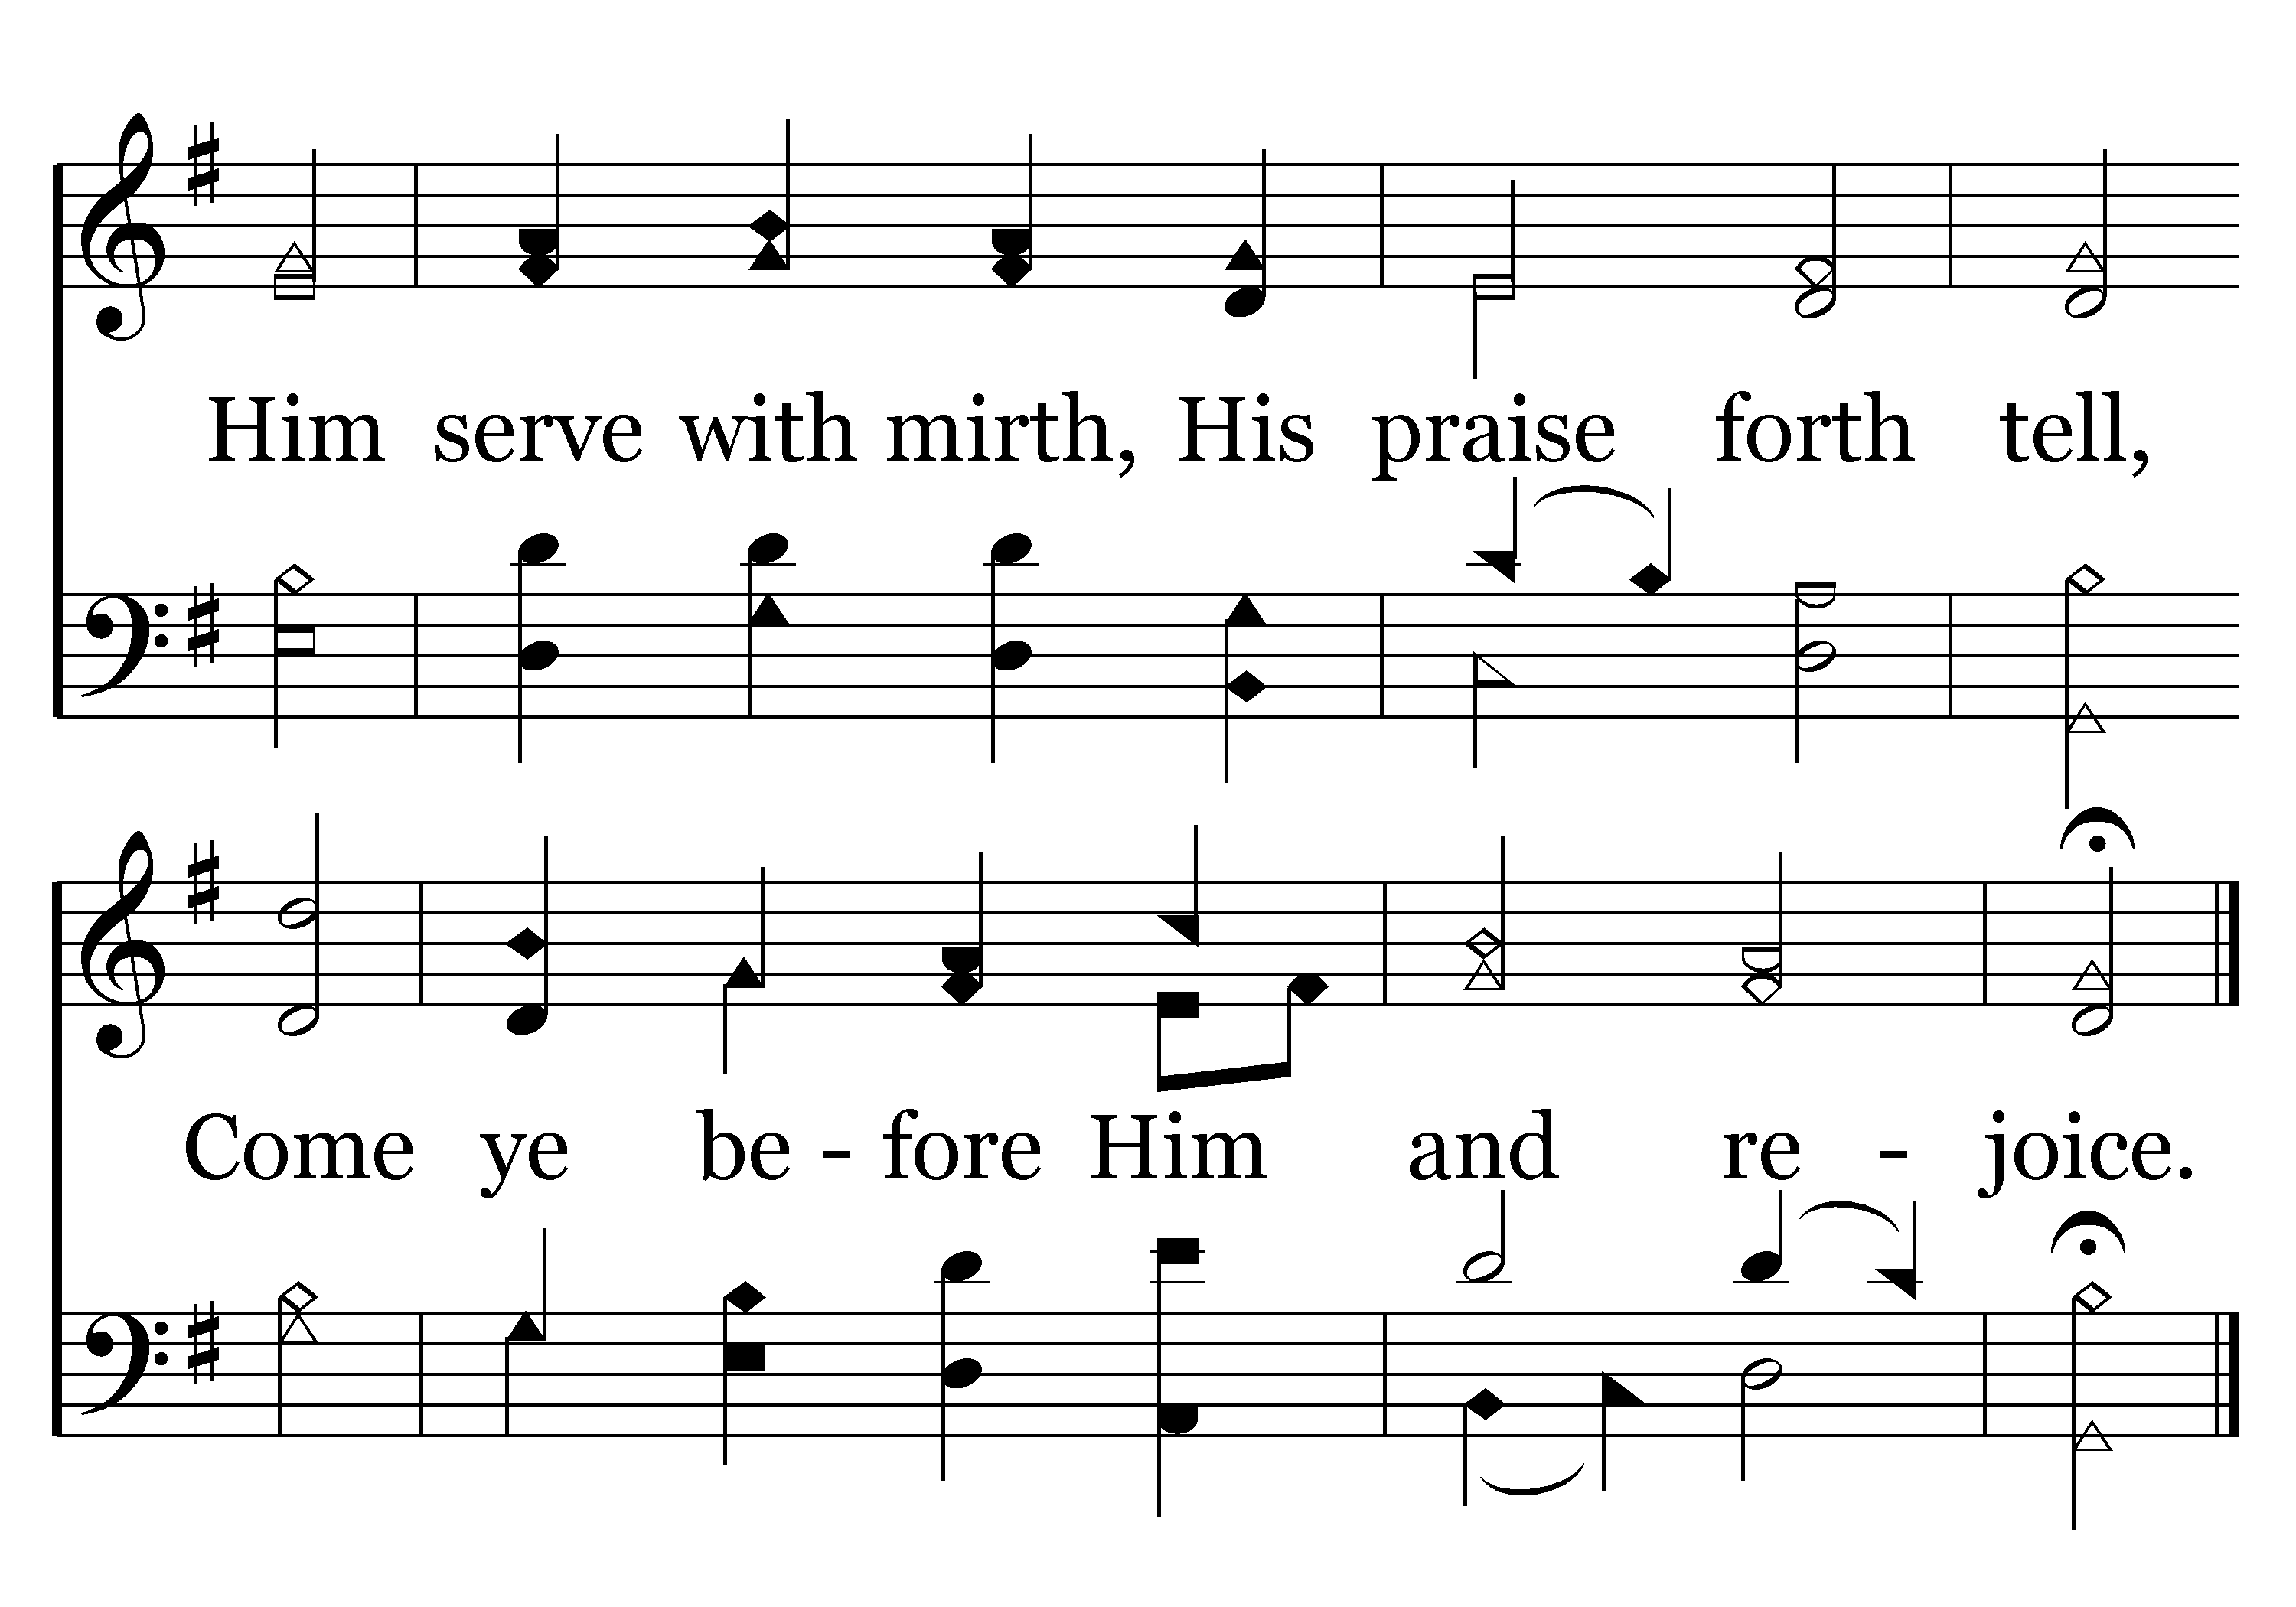 Him serve with mirth, His praise forth tell,
Come ye be - fore Him and re - joice.